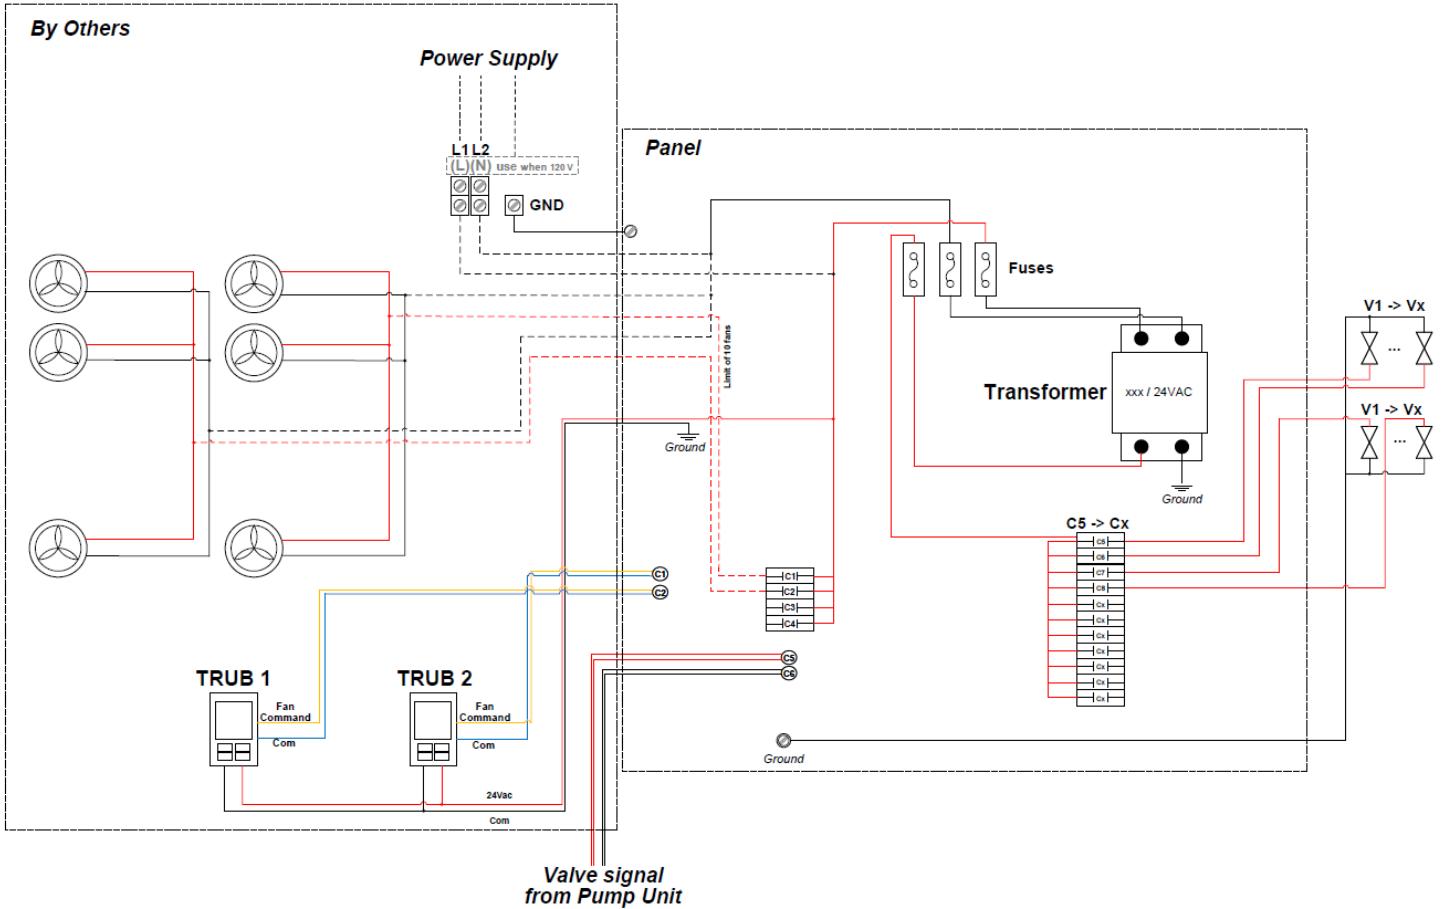 By Others
Power Supply
L1 L2
(L)(N) use when 120 V
GND
Panel
Fuses
V1 -> Vx
...
Limit of 10 fans
Transformer
xxx / 24VAC
V1 -> Vx
...
Ground
Ground
C5 -> Cx
C5
C6
C7
C8
Cx
Cx
Cx
Cx
Cx
Cx
Cx
C1
C2
C1
C2
C3
C4
C5
C6
TRUB 1
Fan
Command
Com
TRUB 2
Fan
Command
Com
Ground
24Vac
Com
Valve signal
from Pump Unit